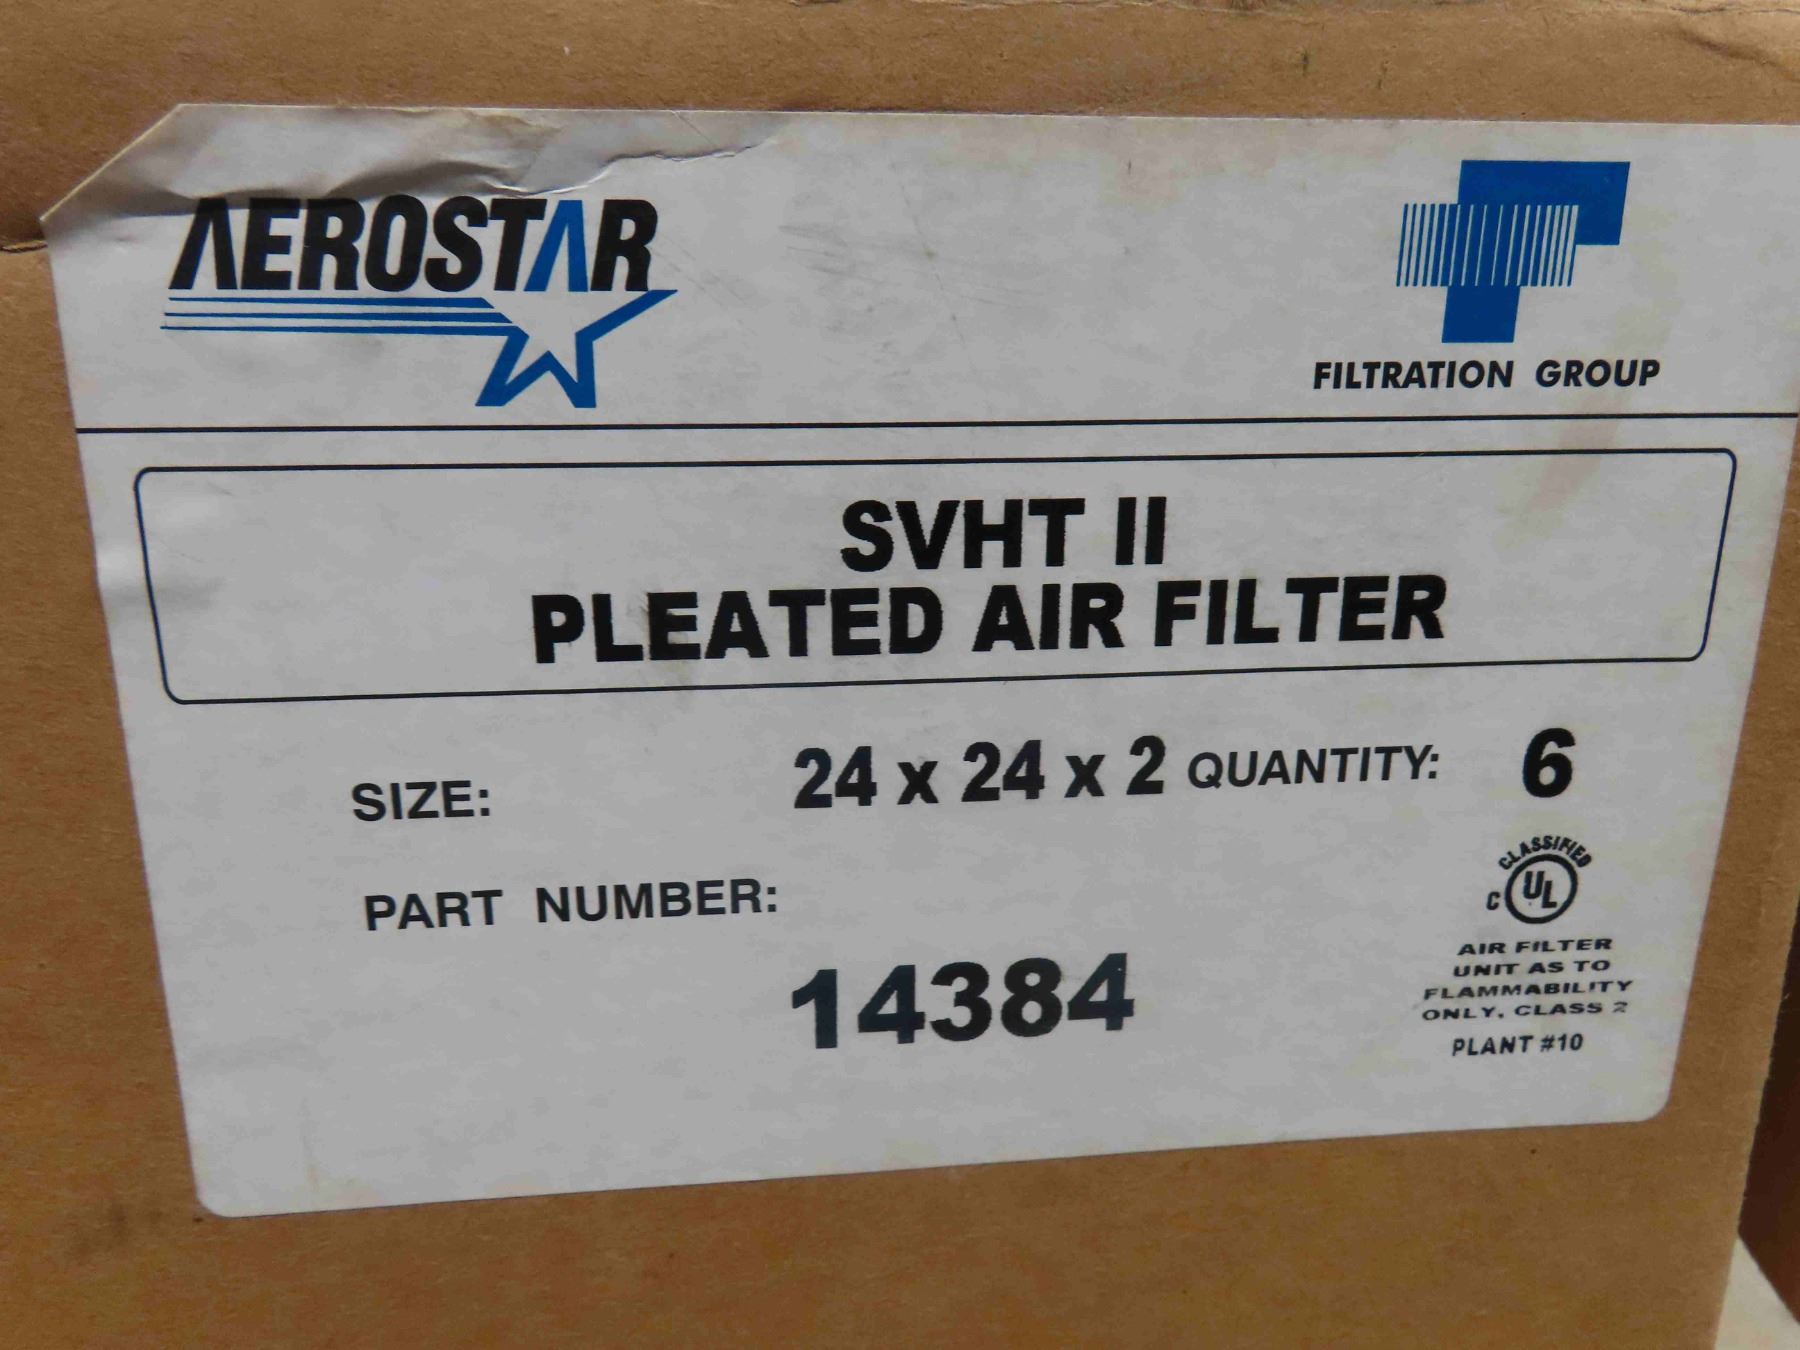 AEROSTAR
FILTRATION GROUP
SVHT II
PLEATED AIR FILTER
SIZE: 24 x 24 x 2 QUANTITY: 6
PART NUMBER:
14384
CLASSIFIED
C UL
AIR FILTER
UNIT AS TO
FLAMMABILITY
ONLY, CLASS 2
PLANT #10